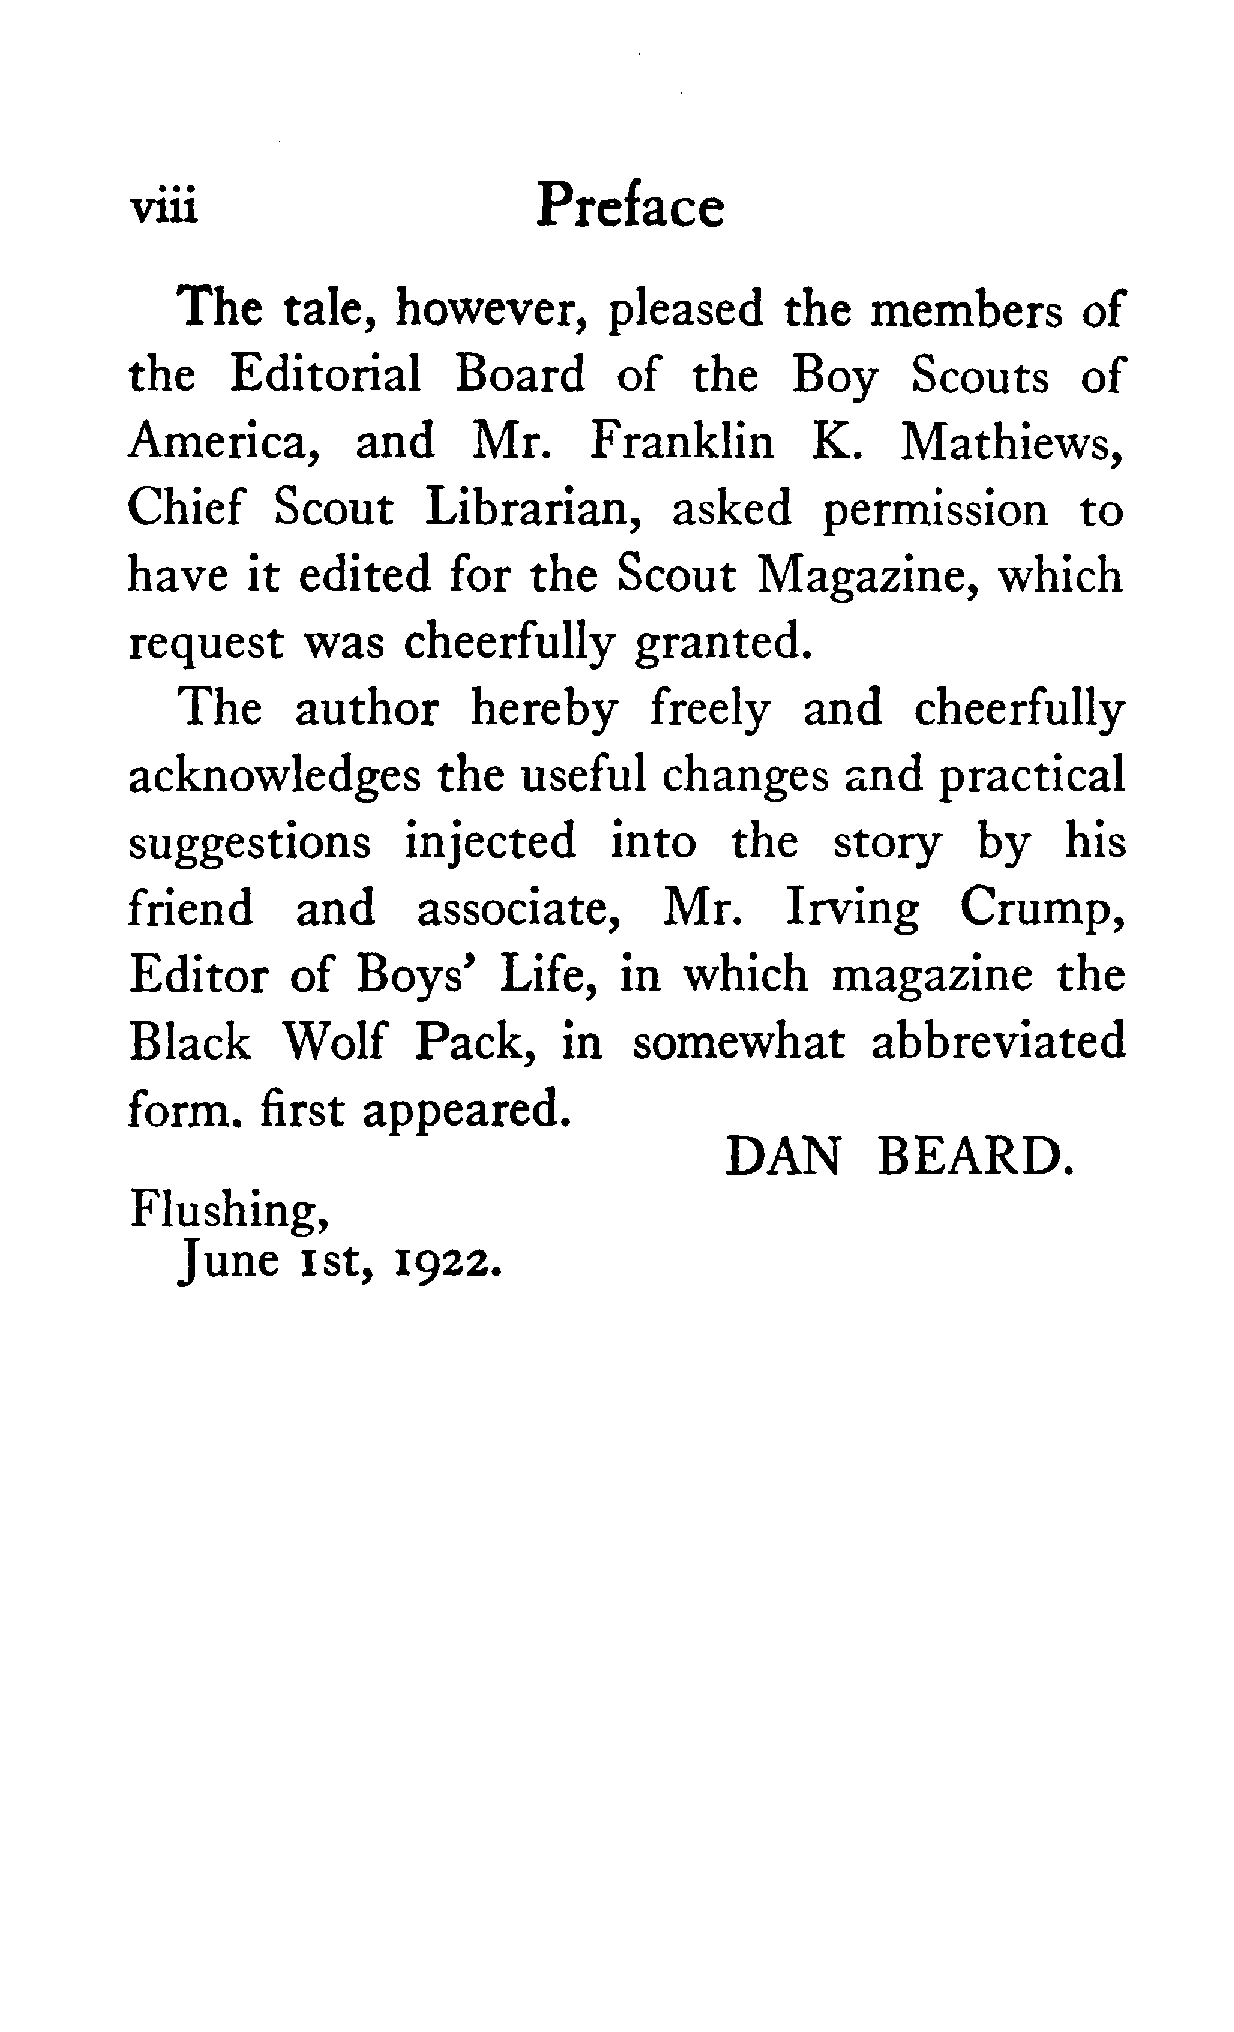 viii Preface
The tale, however, pleased the members of
the Editorial Board of the Boy Scouts of
America, and Mr. Franklin K. Mathiews,
Chief Scout Librarian, asked permission to
have it edited for the Scout Magazine, which
request was cheerfully granted.
The author hereby freely and cheerfully
acknowledges the useful changes and practical
suggestions injected into the story by his
friend and associate, Mr. Irving Crump,
Editor of Boys’ Life, in which magazine the
Black Wolf Pack, in somewhat abbreviated
form. first appeared.
DAN BEARD.
Flushing,
June 1st, 1922.